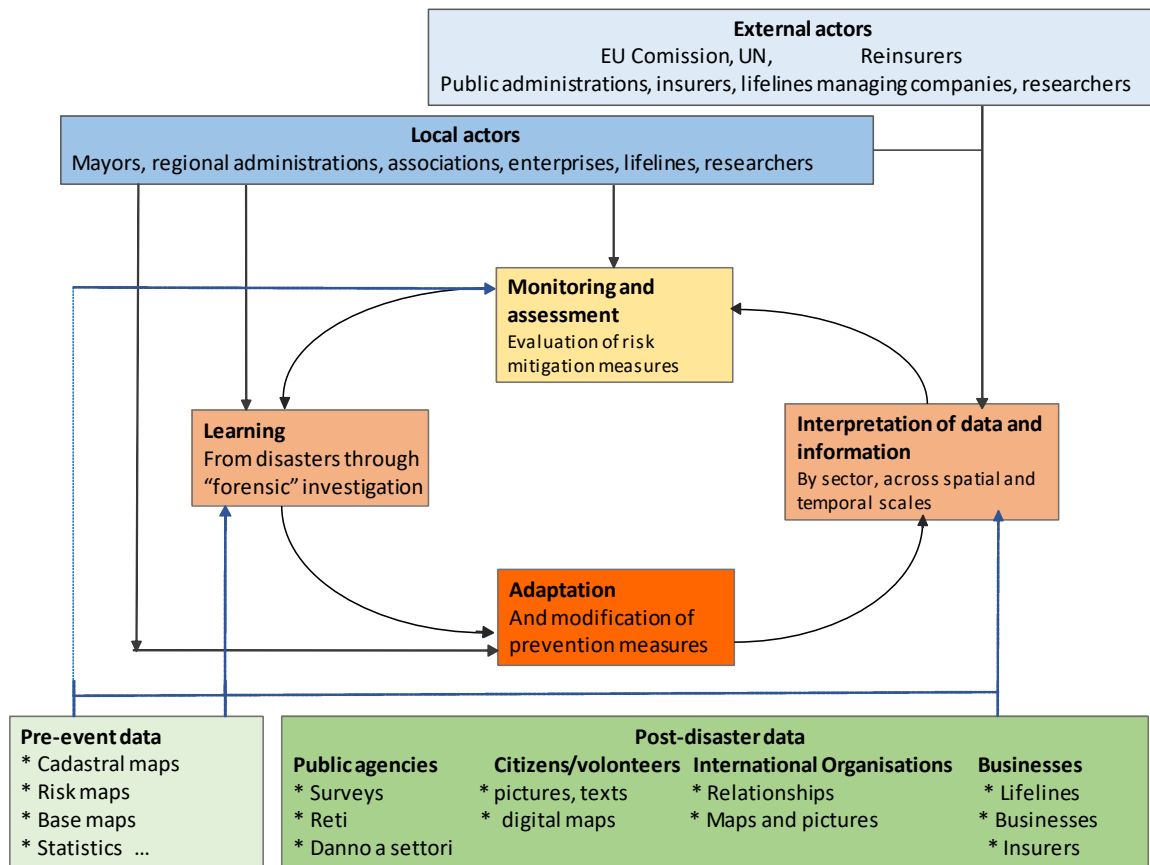 External actors
EU Comission, UN, Reinsurers
Public administrations, insurers, lifelines managing companies, researchers
Local actors
Mayors, regional administrations, associations, enterprises, lifelines, researchers
Monitoring and
assessment
Evaluation of risk
mitigation measures
Learning
From disasters through
“forensic” investigation
Interpretation of data and
information
By sector, across spatial and
temporal scales
Adaptation
And modification of
prevention measures
Pre-event data
* Cadastral maps
* Risk maps
* Base maps
* Statistics ...
Post-disaster data
Public agencies
* Surveys
* Reti
* Danno a settori
Citizens/volunteers
* pictures, texts
* digital maps
International Organisations
* Relationships
* Maps and pictures
Businesses
* Lifelines
* Businesses
* Insurers